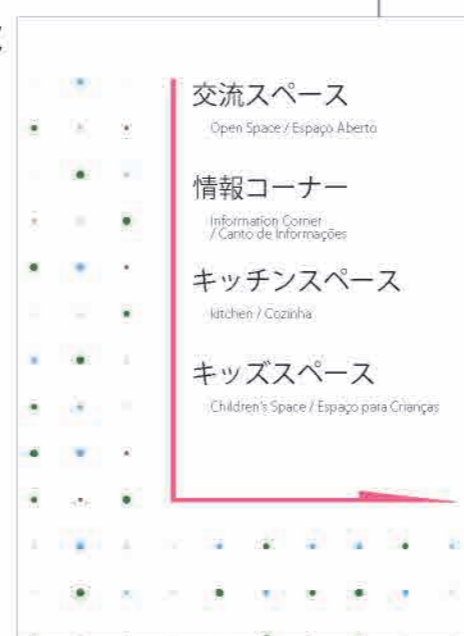 交流スペース
Open Space / Espaço Aberto
情報コーナー
Information Corner
/ Canto de Informações
キッチンスペース
kitchen / Cozinha
キッズスペース
Children's Space / Espaço para Crianças